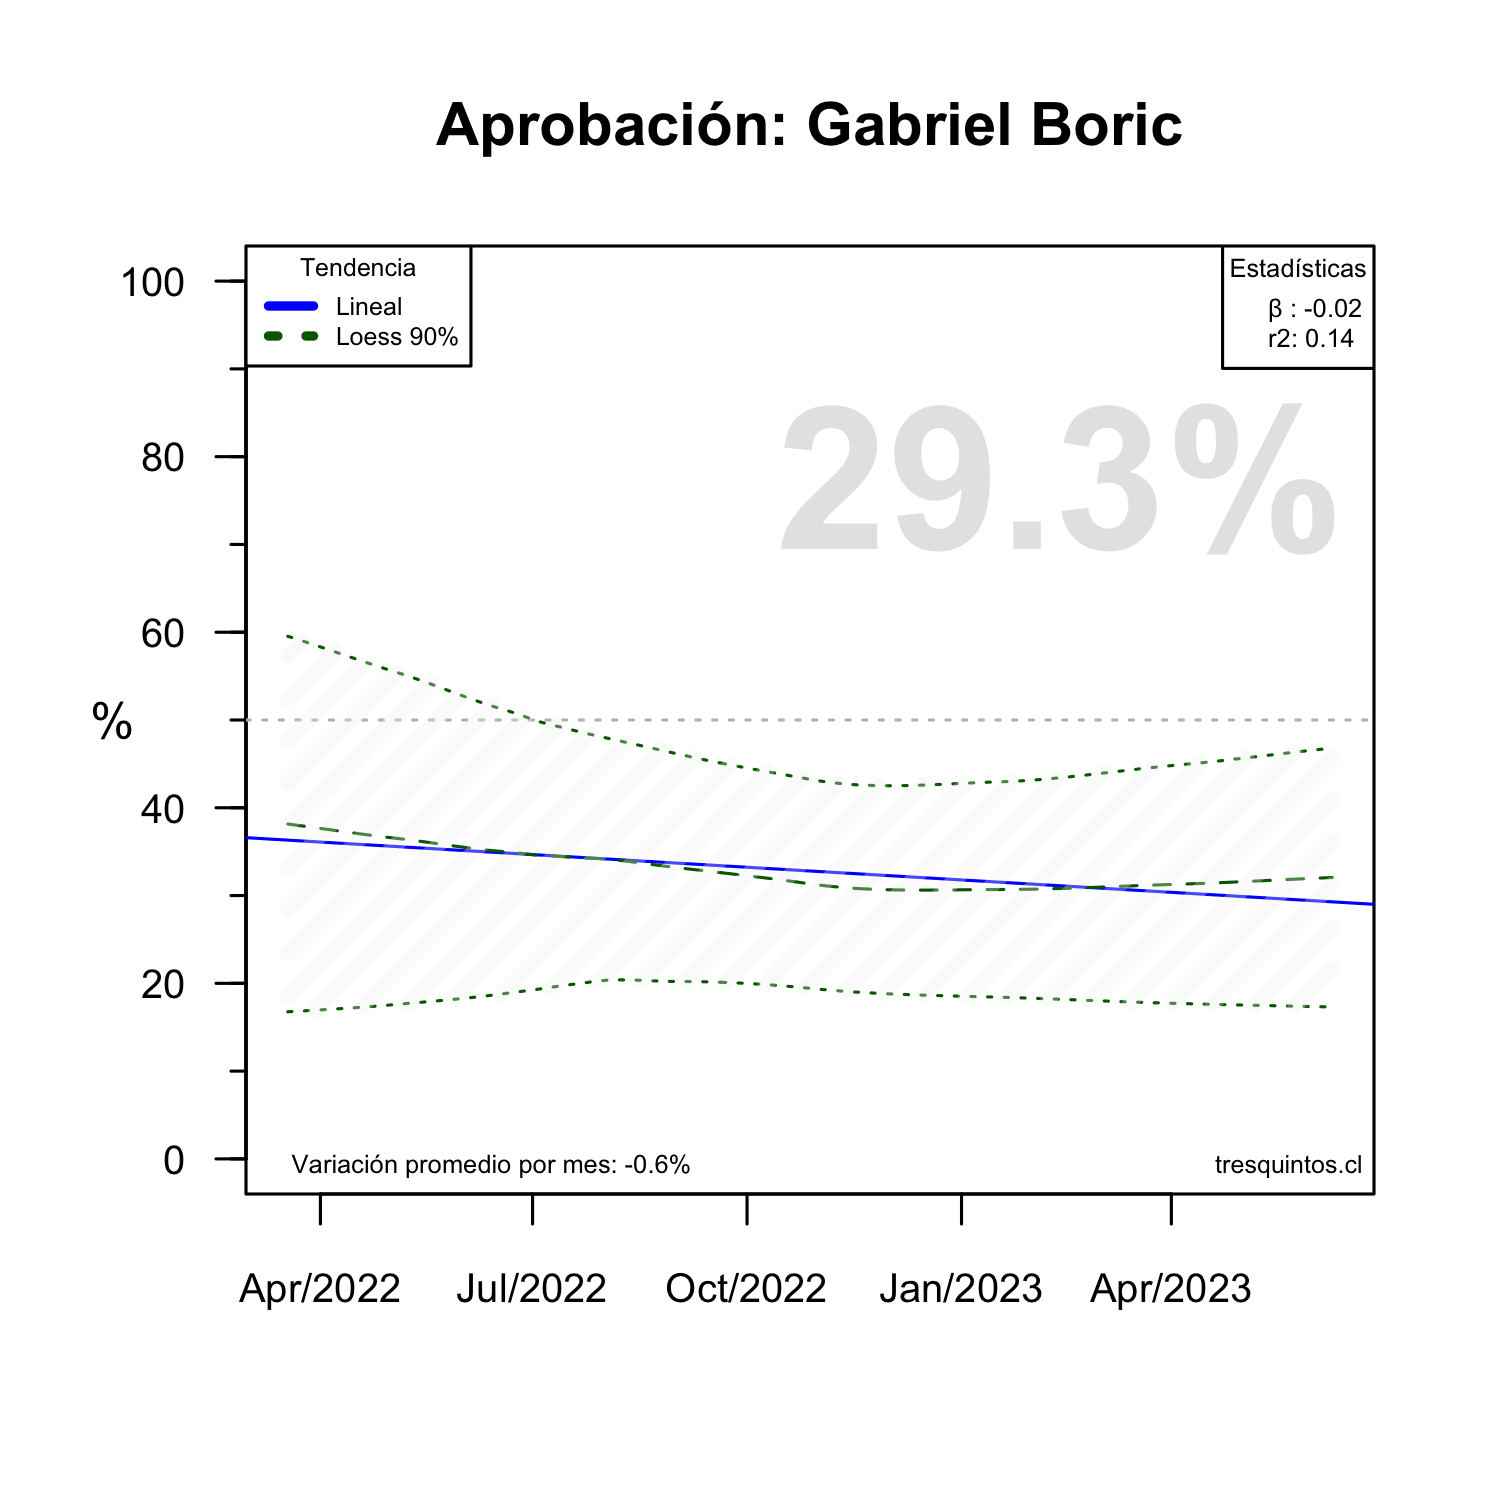 Aprobación: Gabriel Boric
Tendencia
Lineal
Loess 90%
Estadísticas
β : -0.02
r2: 0.14
29.3%
100
80
60
%
40
20
0
Variación promedio por mes: -0.6%
tresquintos.cl
Apr/2022 Jul/2022 Oct/2022 Jan/2023 Apr/2023